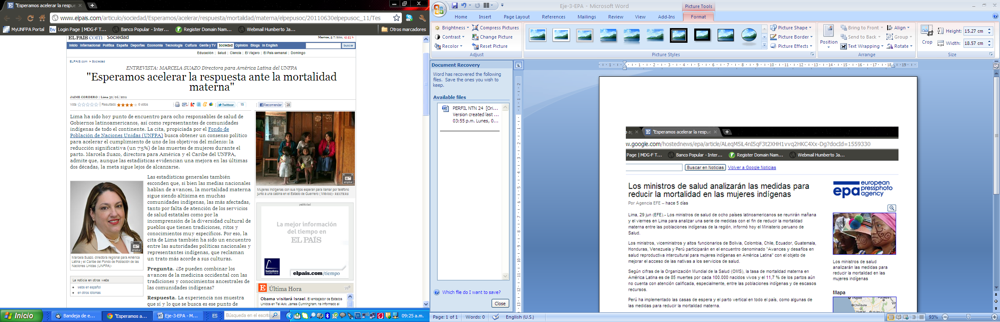 "Esperamos acelerar la respue
www.elpais.com/articulo/sociedad/Esperamos/acelerar/respuesta/mortalidad/materna/elpepusoc/20110630elpepusoc_11/Tes
MyUNFPA Portal
Login Page | MDG-F T...
Banco Popular - Inter...
Register Domain Nam...
Webmail Humberto Ja...
Otros marcadores
EL PAIS.com
Sociedad
Martes, 5/7/2011, 15:52 h
Inicio Internacional Política España Deportes Economía Tecnología Cultura Gente y TV Sociedad Opinión Blogs In English
buscar
Educación | Salud | Ciencia | El Viajero | El País semanal | Domingo
ELPAIS.com > Sociedad
ENTREVISTA: MARCELA SUAZO Directora para América Latina del UNFPA
"Esperamos acelerar la respuesta ante la mortalidad
materna"
JAIME CORDERO | Lima 30/06/2011
Vota
Resultado
6 votos
Twittear
15
Recomendar
28
Lima ha sido hoy punto de encuentro para ocho responsables de salud de
Gobiernos latinoamericanos, así como representantes de comunidades
indígenas de todo el continente. La cita, propiciada por el Fondo de
Población de Naciones Unidas (UNFPA) busca obtener un consenso político
para acelerar el cumplimiento de uno de los objetivos del milenio: la
reducción significativa (un 75%) de las muertes de mujeres durante el
parto. Marcela Suazo, directora para América y el Caribe del UNFPA,
admite que, aunque las estadísticas evidencian una mejora en las últimas
dos décadas, la meta sigue lejos de alcanzarse.
Las estadísticas generales también
esconden que, si bien las medias nacionales
hablan de avances, la mortalidad materna
sigue siendo altísima en muchas
comunidades indígenas, las más afectadas,
tanto por falta de atención de los servicios
de salud estatales como por la
incomprensión de la diversidad cultural de
pueblos que tienen tradiciones, ritos y
conocimientos muy específicos. Por eso, la
cita de Lima también ha sido un encuentro
entre las autoridades políticas nacionales y
representantes indígenas, que reclaman
un trato más acorde a sus culturas.
Pregunta. ¿Se pueden combinar los
avances de la medicina occidental con las
tradiciones y conocimientos ancestrales de
las comunidades indígenas?
Respuesta. La experiencia nos muestra
que sí y lo que se busca es ese punto de
ampliar
Marcela Suazo, directora regional para América
Latina y el Caribe del Fondo de Población de las
Naciones Unidas (UNFPA)-
La noticia en otros webs
webs en español
en otros idiomas
ampliar
Mujeres indígenas con sus hijos esperan para llamar por teléfono
junto a una cabina en el Estado de Guerrero ( México)- REUTERS
publicidad
La mejor información
del tiempo en
EL PAÍS
barcelona
world race
elpais.com/tiempo
E Última Hora
Obama visitará Israel. El embajador de Estados
Unidos en Tel Aviv, James Cunningham, ha informado al
Inicio
Bandeja de e...
"Esperamos a...
Eje-3-EPA - M...
ES
Búsqueda en el escrito
09:25 a.m.
Eje-3-EPA - Microsoft Word
Picture Tools
Home Insert Page Layout References Mailings Review View Add-Ins Format
Brightness
Contrast
Recolor
Compress Pictures
Change Picture
Reset Picture
Adjust
Picture Styles
Picture Shape
Picture Border
Picture Effects
Position
Bring to Front
Send to Back
Text Wrapping
Align
Group
Rotate
Arrange
Crop
Height: 15.27 cm
Width: 18.57 cm
Size
Document Recovery
Word has recovered the following
files. Save the ones you wish to
keep.
Available files
PERFIL NTN 24 [Ori...
Version created last ...
03:55 p.m. Lunes, 0...
Which file do I want to save?
Close
"Esperamos acelerar la respue
w.google.com/hostednews/epa/article/ALeqM5iL4nI5qF3t2XHH1vvq2HKC4Xx-Dg?docId=1559330
Page | MDG-F T...
Banco Popular - Inter...
Register Domain Nam...
Webmail Humberto Ja...
Buscar en Noticias
Volver a Google Noticias
Los ministros de salud analizarán las medidas para
reducir la mortalidad en las mujeres indígenas
Por Agencia EFE – hace 5 días
Lima, 29 jun (EFE).- Los ministros de salud de ocho países latinoamericanos se reunirán mañana
y el viernes en Lima para analizar una serie de medidas con el fin de reducir la mortalidad
materna entre las poblaciones indígenas de la región, informó hoy el Ministerio peruano de
Salud.
Los ministros, viceministros y altos funcionarios de Bolivia, Colombia, Chile, Ecuador, Guatemala,
Honduras, Venezuela y Perú participarán en el encuentro denominado "Avances y desafíos en
salud reproductiva intercultural para mujeres indígenas en América Latina" con el objeto de
mejorar el acceso de las nativas a los servicios de salud.
Según cifras de la Organización Mundial de la Salud (OMS), la tasa de mortalidad materna en
América Latina es de 85 muertes por cada 100.000 nacidos vivos y el 11,7 % de los partos aún
no cuenta con atención calificada, especialmente, entre las poblaciones indígenas y de escasos
recursos.
Perú ha implementado las casas de espera y el parto vertical en todo el país, como algunas de
las medidas para reducir la mortalidad materna.
epa european
pressphoto
agency
Los ministros de salud
analizarán las medidas para
reducir la mortalidad en las
mujeres indígenas
Mapa
Trujillo
Chimbote
Huaraz
Huánuco
Page: 1 of 1
Words: 0
English (U.S.)
93%